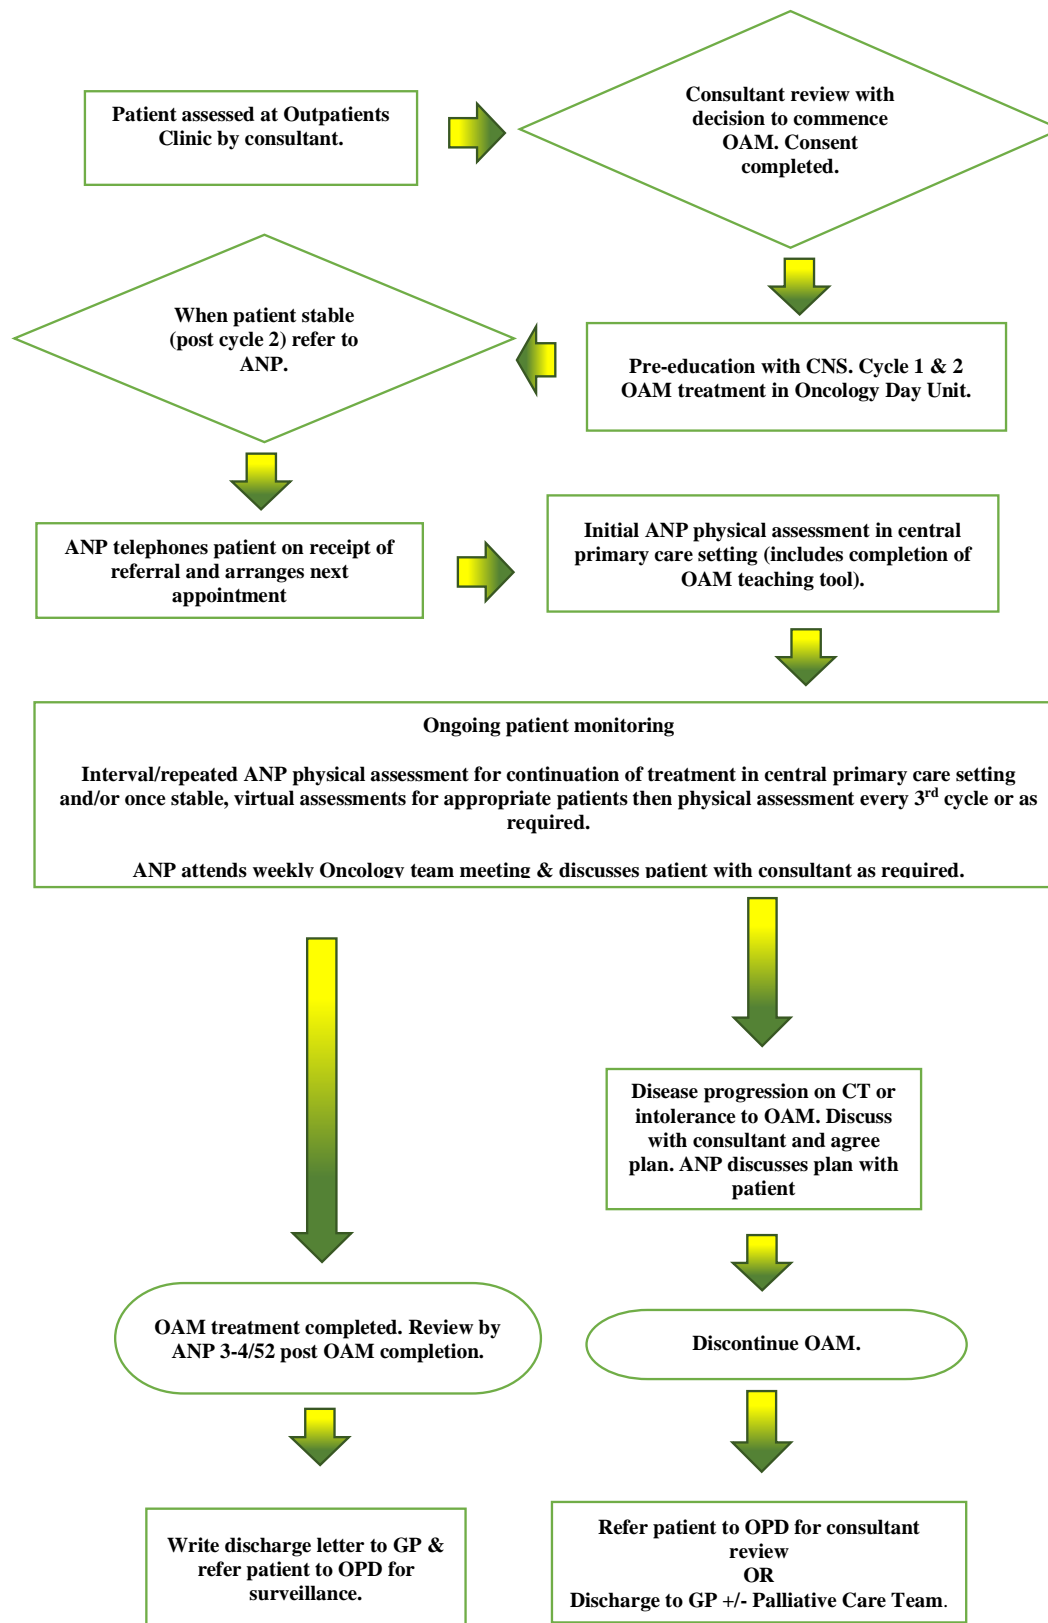 Patient assessed at Outpatients
Clinic by consultant.
Consultant review with
decision to commence
OAM. Consent
completed.
Pre-education with CNS. Cycle 1 & 2
OAM treatment in Oncology Day Unit.
When patient stable
(post cycle 2) refer to
ANP.
ANP telephones patient on receipt of
referral and arranges next
appointment
Initial ANP physical assessment in central
primary care setting (includes completion of
OAM teaching tool).
Ongoing patient monitoring
Interval/repeated ANP physical assessment for continuation of treatment in central primary care setting
and/or once stable, virtual assessments for appropriate patients then physical assessment every 3rd cycle or as
required.
ANP attends weekly Oncology team meeting & discusses patient with consultant as required.
Disease progression on CT or
intolerance to OAM. Discuss
with consultant and agree
plan. ANP discusses plan with
patient
OAM treatment completed. Review by
ANP 3-4/52 post OAM completion.
Discontinue OAM.
Write discharge letter to GP &
refer patient to OPD for
surveillance.
Refer patient to OPD for consultant
review
OR
Discharge to GP +/- Palliative Care Team.